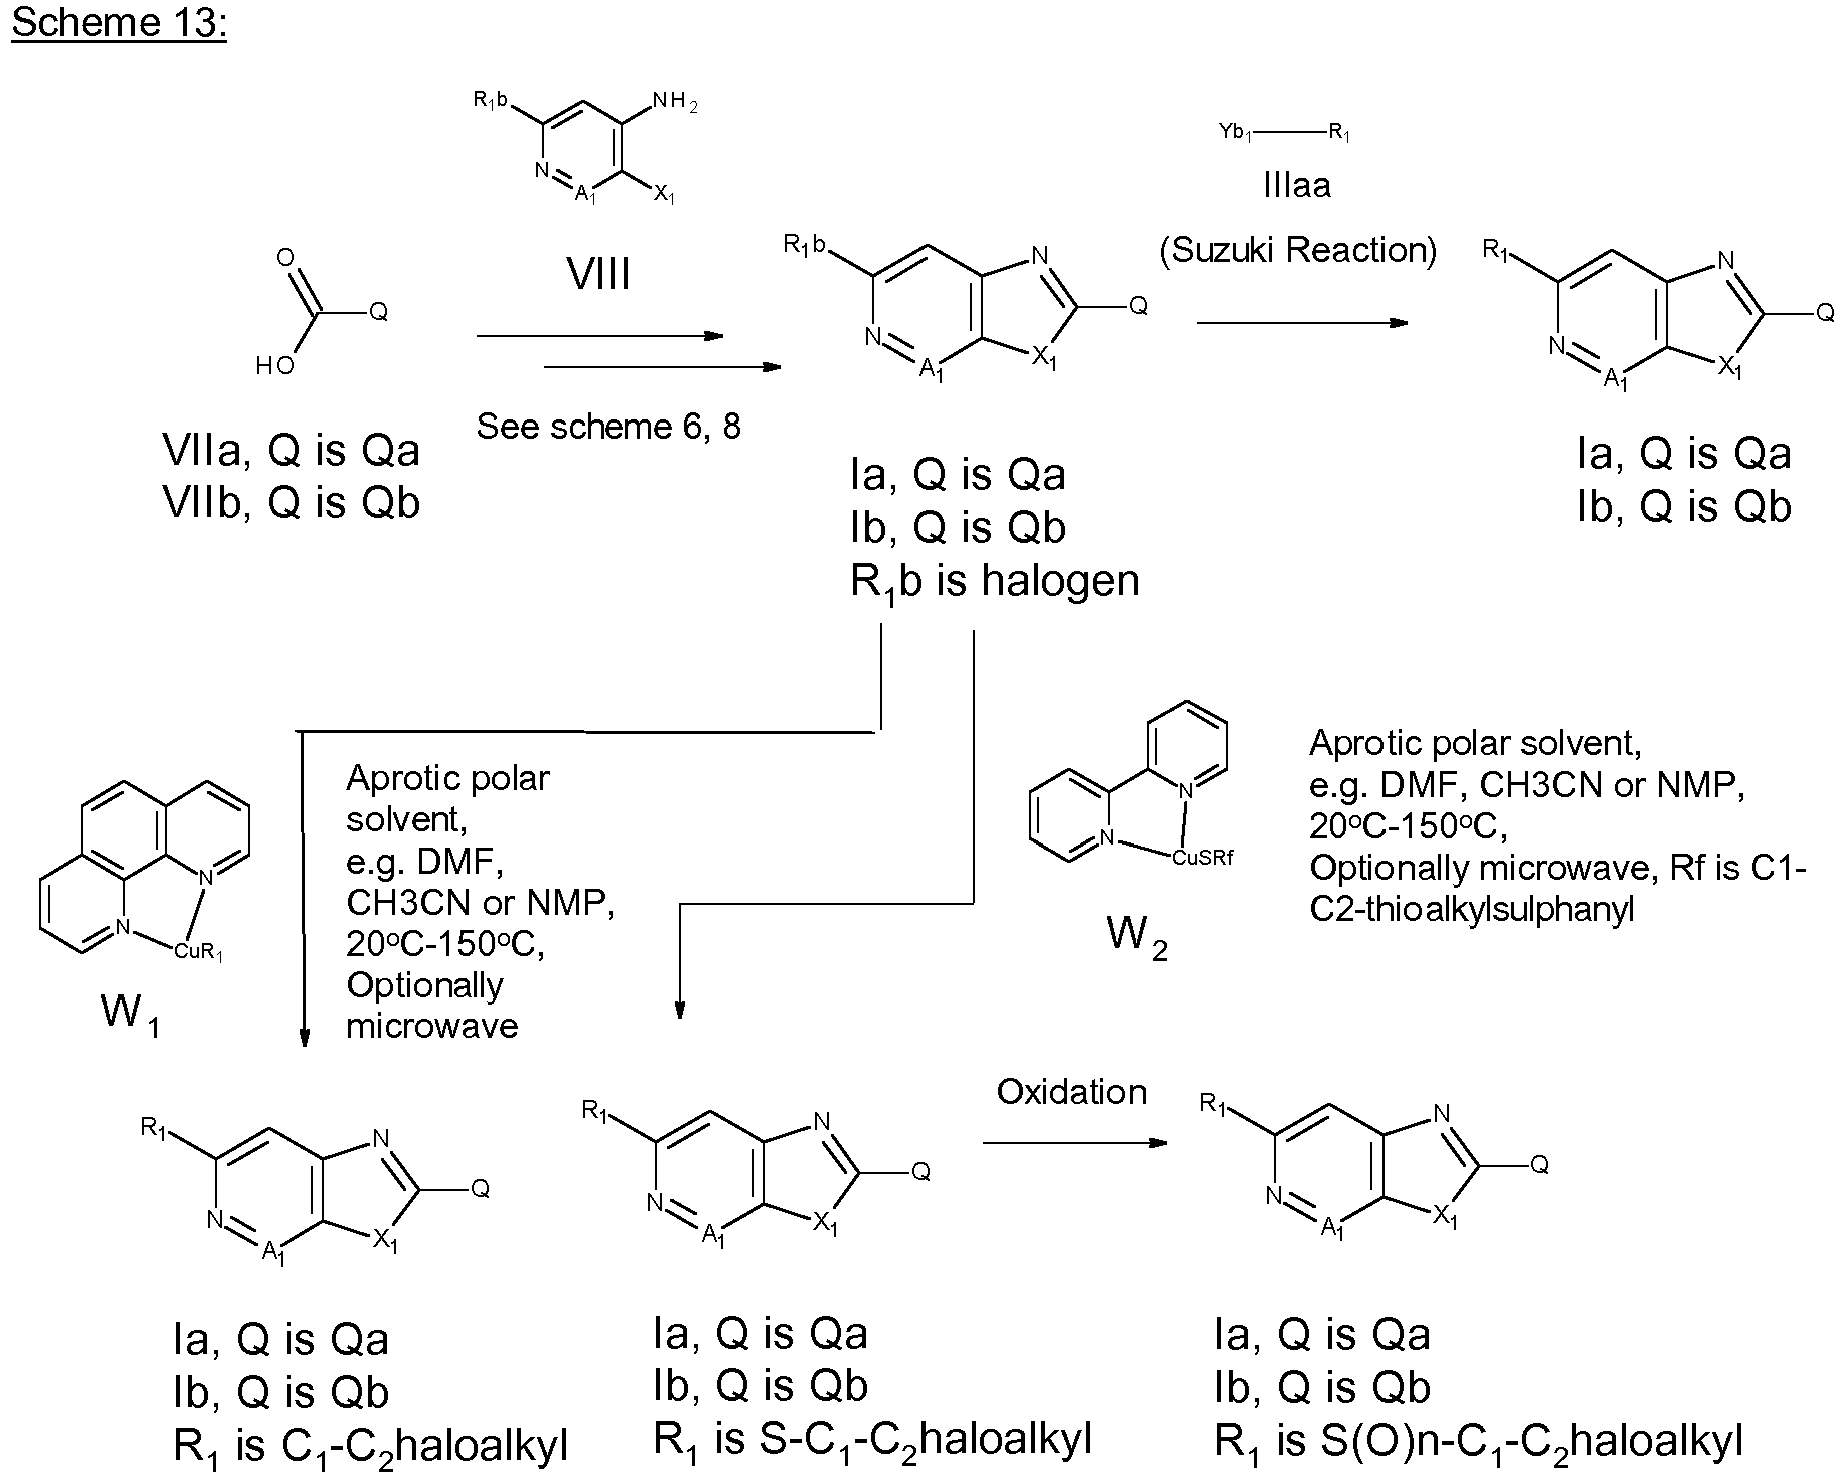 Scheme 13:
R1b
NH2
N
A1
X1
VIII
O
HO
Q
VIIa, Q is Qa
VIIb, Q is Qb
See scheme 6, 8
R1b
N
N
A1
X1
Q
Ia, Q is Qa
Ib, Q is Qb
R1b is halogen
Yb1
R1
IIIaa
(Suzuki Reaction)
R1
N
N
A1
X1
Q
Ia, Q is Qa
Ib, Q is Qb
N
N
CuR1
W1
Aprotic polar
solvent,
e.g. DMF,
CH3CN or NMP,
20oC-150oC,
Optionally
microwave
N
N
CuSRf
W2
Aprotic polar solvent,
e.g. DMF, CH3CN or NMP,
20oC-150oC,
Optionally microwave, Rf is C1-
C2-thioalkylsulphanyl
R1
N
N
A1
X1
Q
Ia, Q is Qa
Ib, Q is Qb
R1 is C1-C2haloalkyl
R1
N
N
A1
X1
Q
Ia, Q is Qa
Ib, Q is Qb
R1 is S-C1-C2haloalkyl
Oxidation
R1
N
N
A1
X1
Q
Ia, Q is Qa
Ib, Q is Qb
R1 is S(O)n-C1-C2haloalkyl